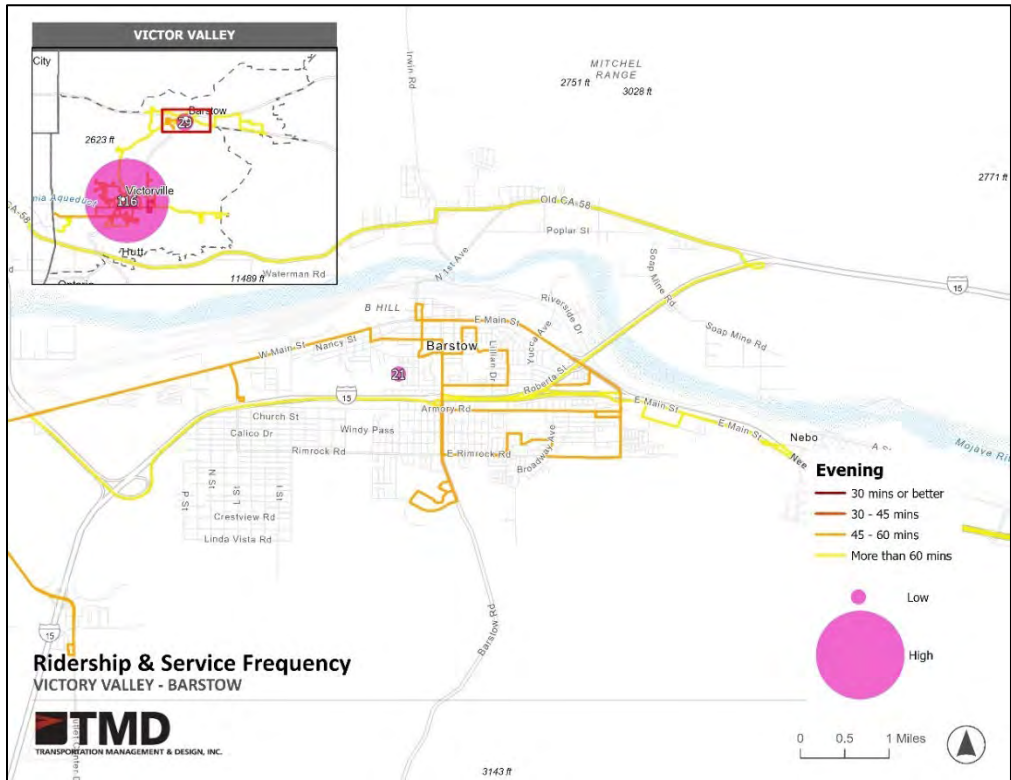 VICTOR VALLEY
City
Barstow
2623 ft
Victorville
116
11489 ft
Irwin Rd
MITCHEL
RANGE
2751 ft
3028 ft
2771 ft
Old CA-58
Poplar St
Waterman Rd
N 1st Ave
Soap Mine Rd
15
Riverside Dr
B HILL
E Main St
Yucca Ave
Soap Mine Rd
W Main St
Nancy St
Barstow
Lillian Dr
21
Roberta St
15
Armory Rd
E Main St
Church St
Calico Dr
Windy Pass
E Main St
Nebo
Rimrock Rd
E Rimrock Rd
Broadway Ave
Mojave Ri
N St
P St
L St
I St
Crestview Rd
Linda Vista Rd
Evening
30 mins or better
30 - 45 mins
45 - 60 mins
More than 60 mins
Low
High
15
Barstow Rd
Ridership & Service Frequency
VICTORY VALLEY - BARSTOW
TMD
TRANSPORTATION MANAGEMENT & DESIGN, INC.
0 0.5 1 Miles
3143 ft